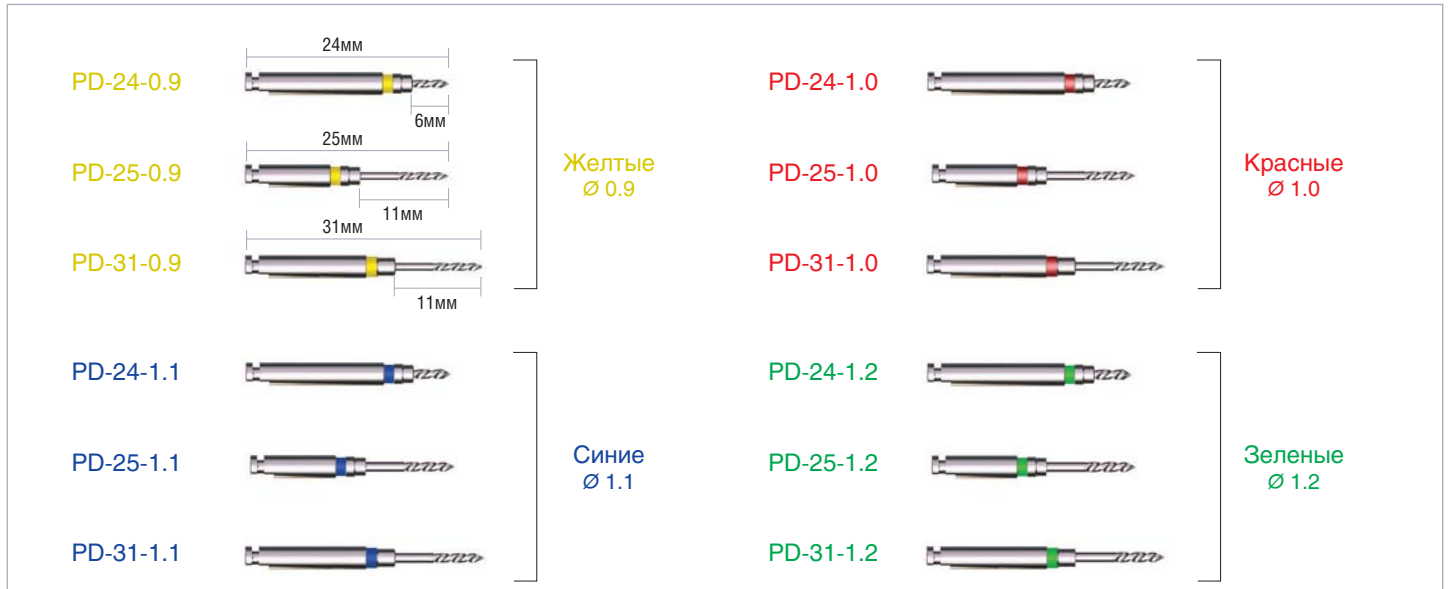 24мм
PD-24-0.9
6мм
25мм
PD-25-0.9
11мм
31мм
PD-31-0.9
11мм
Желтые
Ø 0.9
PD-24-1.0
PD-25-1.0
PD-31-1.0
Красные
Ø 1.0
PD-24-1.1
PD-25-1.1
PD-31-1.1
Синие
Ø 1.1
PD-24-1.2
PD-25-1.2
PD-31-1.2
Зеленые
Ø 1.2